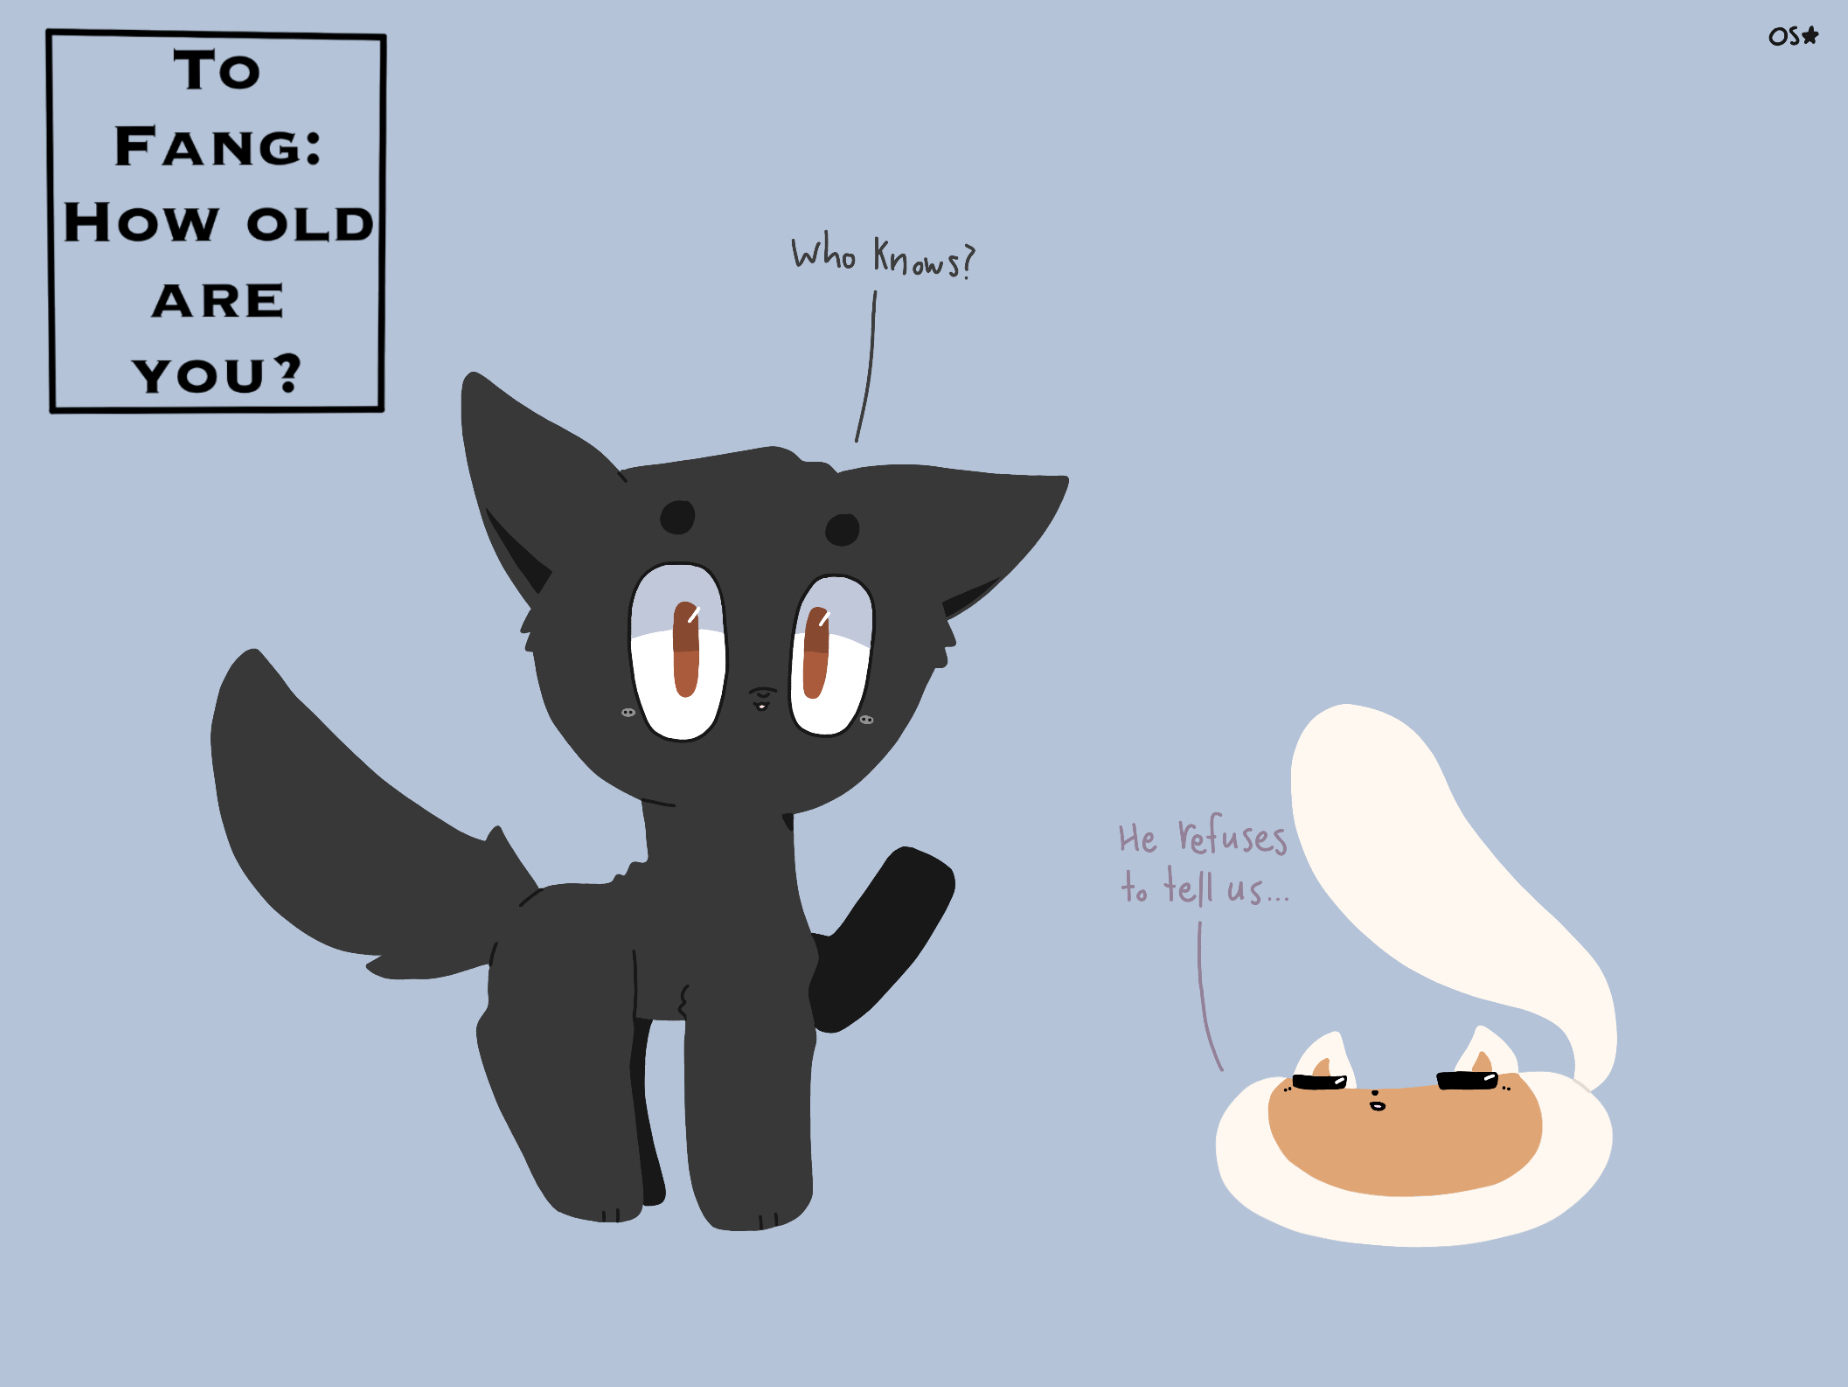 To
Fang:
How old
are
you?
OS★
Who Knows?
He refuses
to tell us...